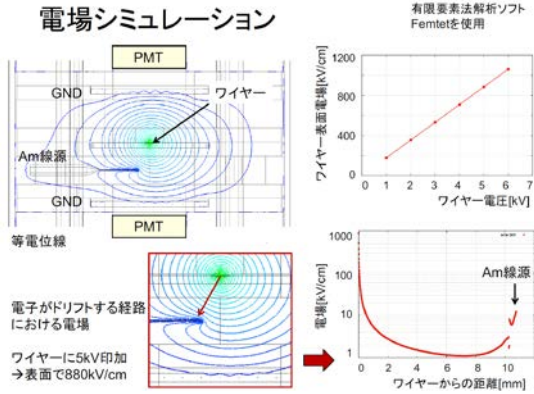 電場シミュレーション
有限要素法解析ソフト
Femtetを使用
PMT
GND
ワイヤー
Am線源
GND
PMT
等電位線
ワイヤー表面電場[kV/cm]
1200
800
400
0
0 1 2 3 4 5 6 7
ワイヤー電圧[kV]
電子がドリフトする経路
における電場
ワイヤーに5kV印加
→表面で880kV/cm
電場[kV/cm]
1000
100
10
1
Am線源
0 2 4 6 8 10 12
ワイヤーからの距離[mm]